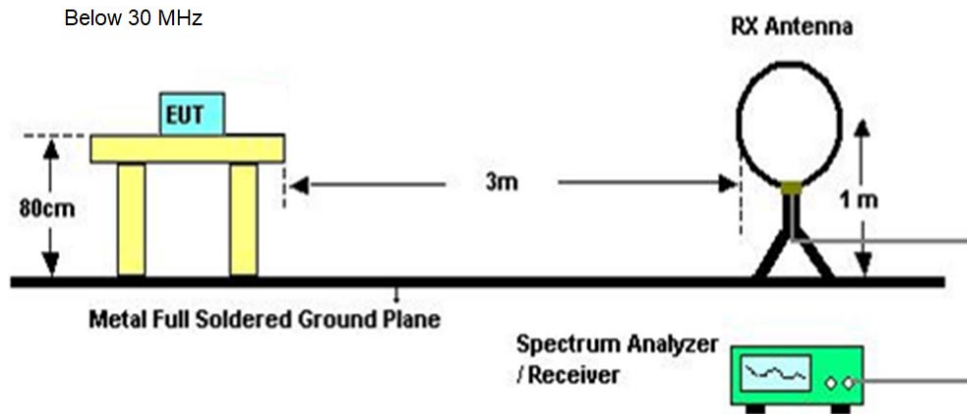 Below 30 MHz
RX Antenna
EUT
80cm
3m
1 m
Metal Full Soldered Ground Plane
Spectrum Analyzer
/ Receiver